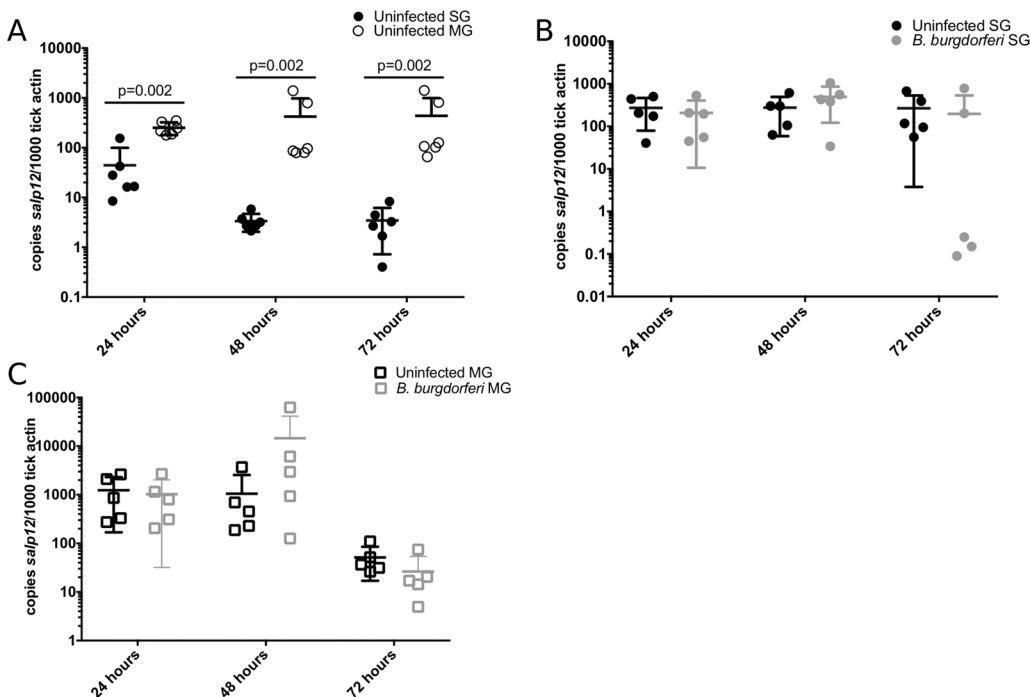 A
Uninfected SG
Uninfected MG
copies salp12/1000 tick actin
10000
1000
100
10
1
0.1
p=0.002
p=0.002
p=0.002
24 hours
48 hours
72 hours
B
Uninfected SG
B. burgdorferi SG
copies salp12/1000 tick actin
10000
1000
100
10
1
0.1
0.01
24 hours
48 hours
72 hours
C
Uninfected MG
B. burgdorferi MG
copies salp12/1000 tick actin
100000
10000
1000
100
10
1
24 hours
48 hours
72 hours